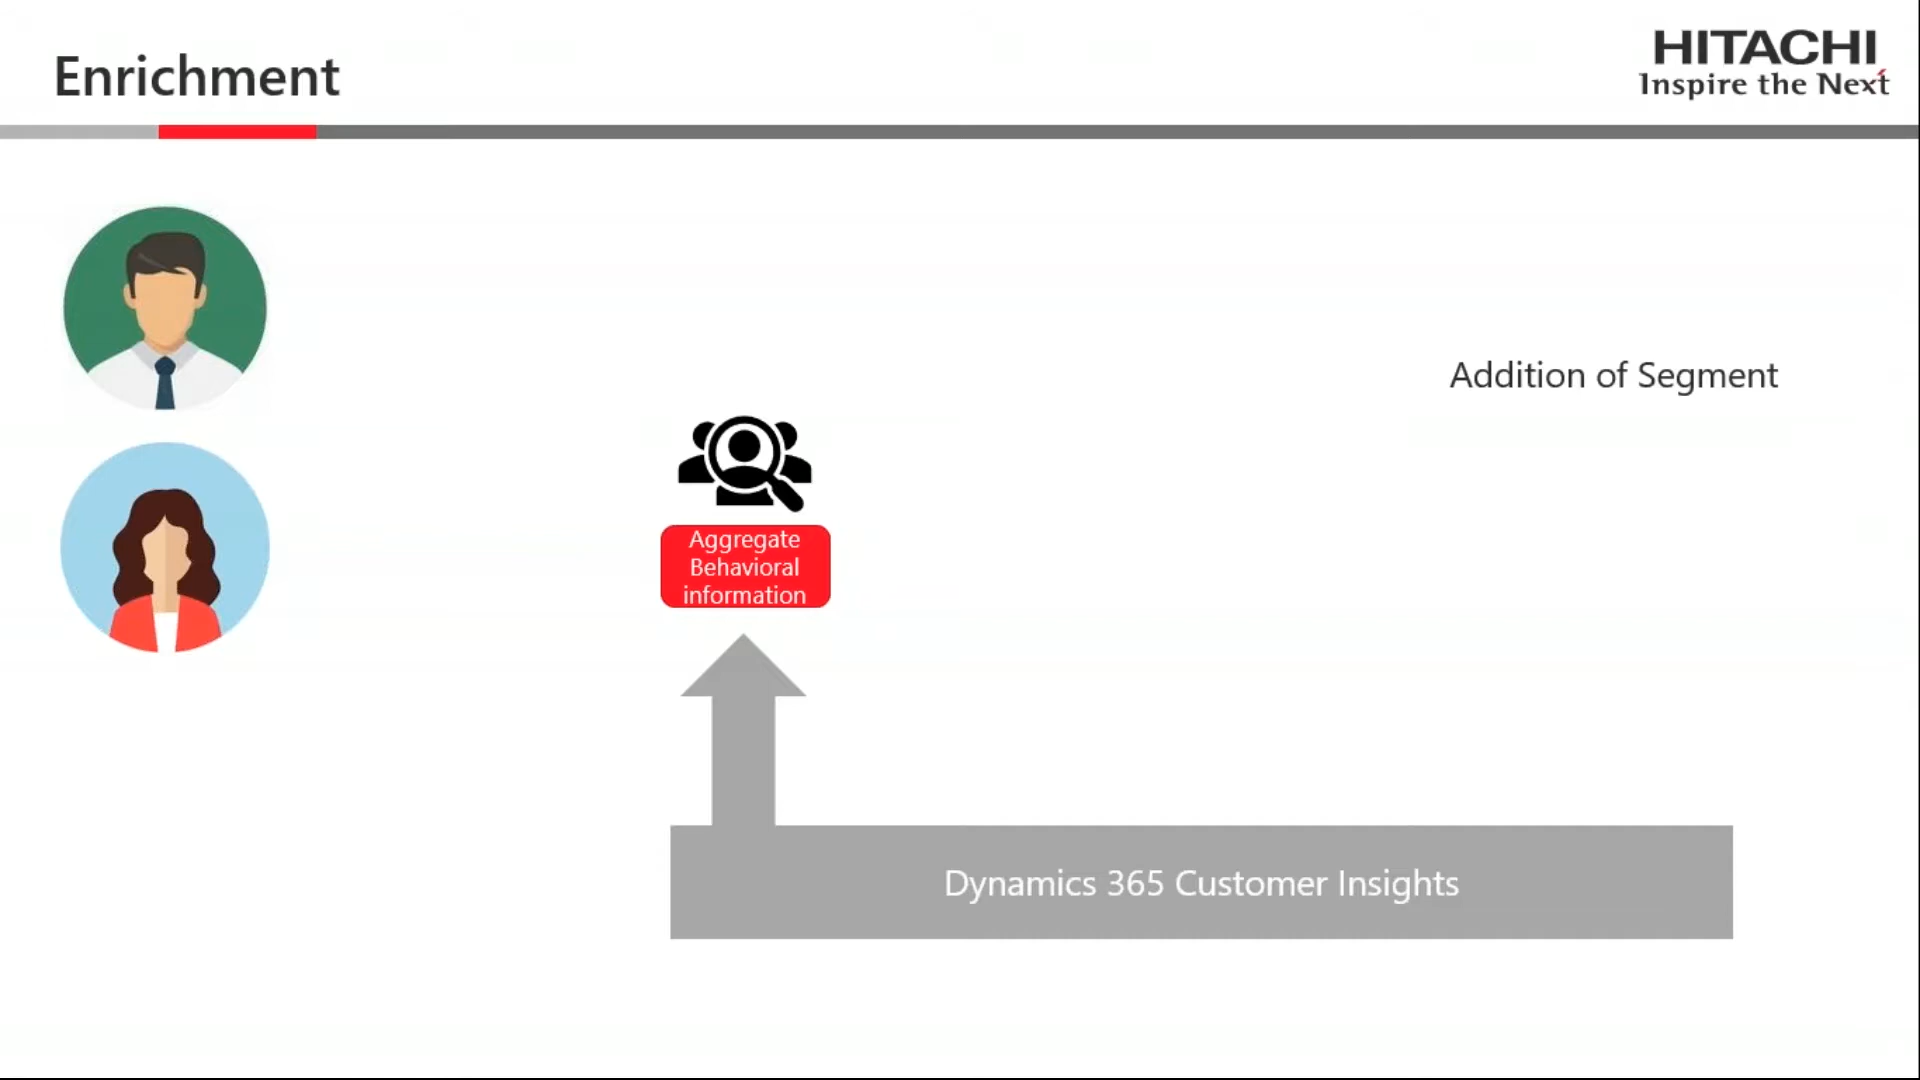 Enrichment
HITACHI
Inspire the Next
Addition of Segment
Aggregate
Behavioral
information
Dynamics 365 Customer Insights